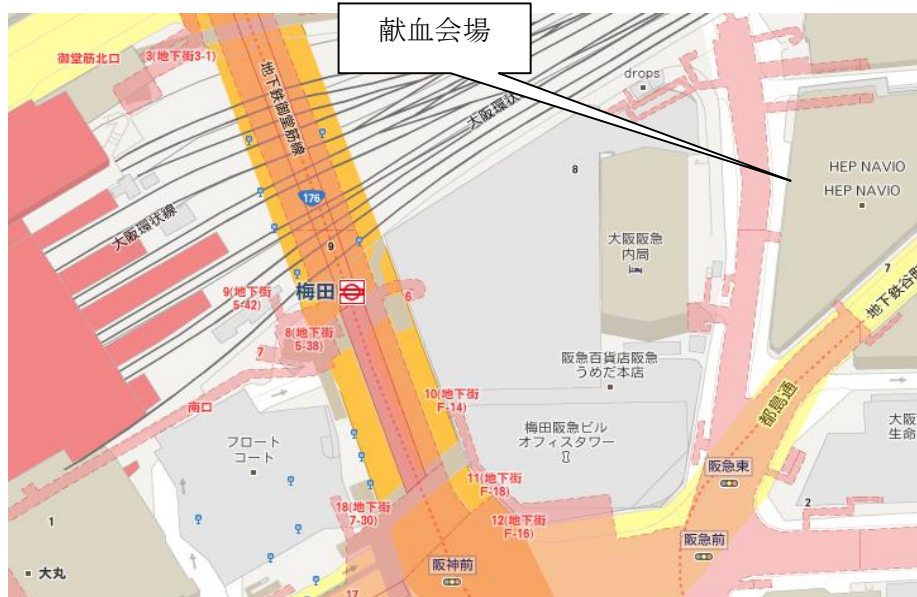 献血会場
御堂筋北口
3(地下街3-1)
地下鉄御堂筋線
大阪環状線
drops
HEP NAVIO
HEP NAVIO
8
176
大阪環状線
9
大阪阪急
内局
7
地下鉄谷町
9(地下街
5-42)
梅田
6
8(地下街
5-38)
7
阪急百貨店阪急
うめだ本店
都島通
南口
10(地下街
F-14)
フロート
コート
梅田阪急ビル
オフィスタワー
大阪
生命
阪急東
11(地下街
F-18)
18(地下街
7-30)
12(地下街
F-16)
1
2
阪急前
大丸
阪神前
17